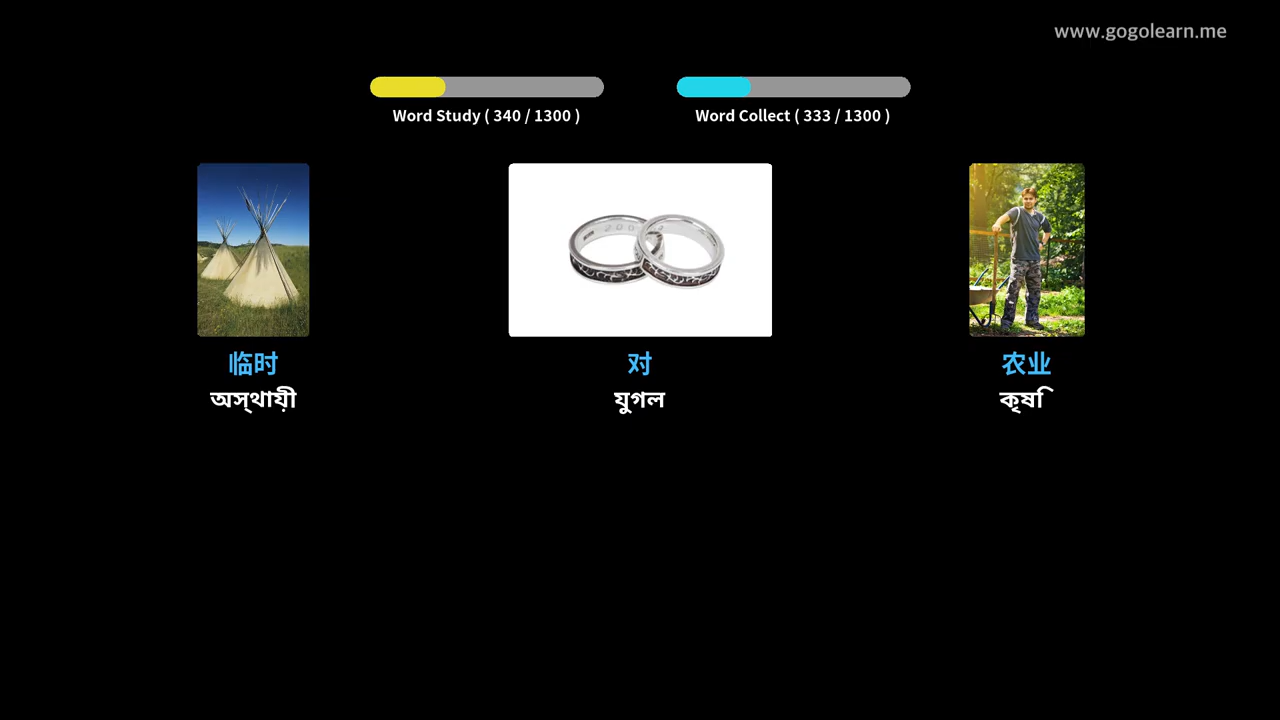 www.gogolearn.me
Word Study ( 340 / 1300 )
Word Collect ( 333 / 1300 )
临时
对
农业
অস্থায়ী
যুগল
কৃষি